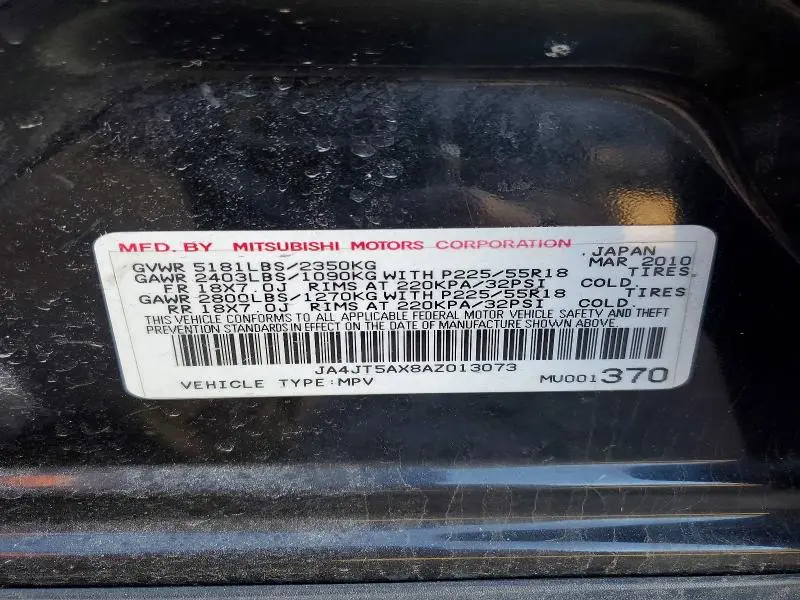 MFD. BY MITSUBISHI MOTORS CORPORATION JAPAN
GVWR 5181LBS/2350KG MAR 2010
GAWR 2403LBS/1090KG WITH P225/55R18 TIRES
FR 18X7.0J RIMS AT 220KPA/32PSI COLD.
GAWR 2800LBS/1270KG WITH P225/55R18 TIRES
RR 18X7.0J RIMS AT 220KPA/32PSI COLD.
THIS VEHICLE CONFORMS TO ALL APPLICABLE FEDERAL MOTOR VEHICLE SAFETY AND THEFT
PREVENTION STANDARDS IN EFFECT ON THE DATE OF MANUFACTURE SHOWN ABOVE.
JA4JT5AX8AZ013073
VEHICLE TYPE:MPV MU001370